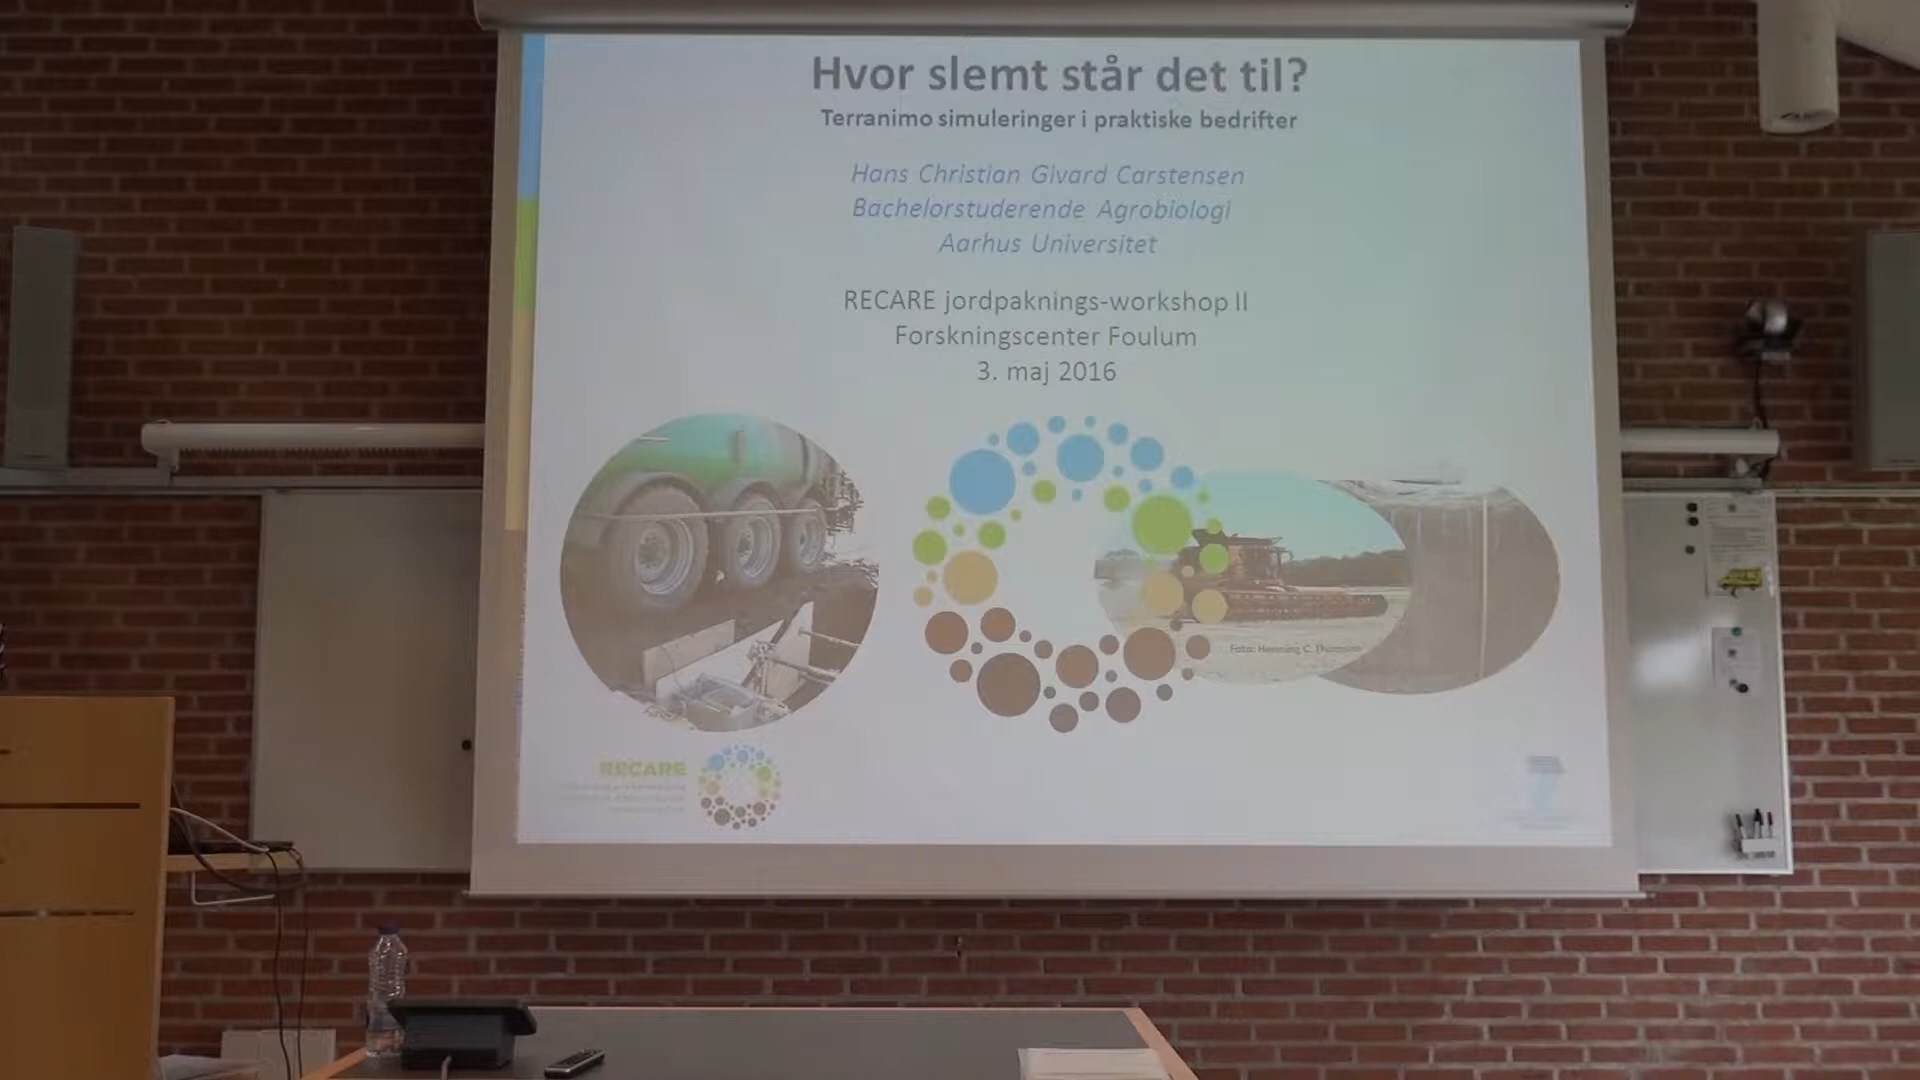 Hvor slemt står det til?
Terranimo simuleringer i praktiske bedrifter
Hans Christian Givard Carstensen
Bachelorstuderende Agrobiologi
Aarhus Universitet
RECARE jordpaknings-workshop II
Forskningscenter Foulum
3. maj 2016
Foto: Henning C. Thomsen
RECARE